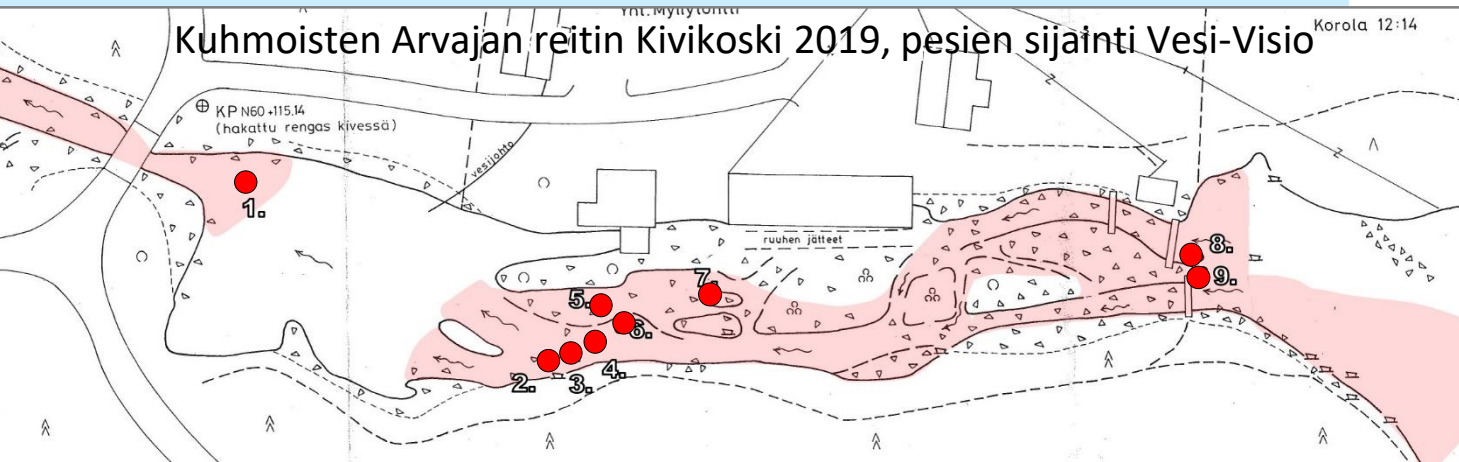 Yht. Myllytontti
Kuhmoisten Arvajan reitin Kivikoski 2019, pesien sijainti Vesi-Visio
Korola 12:14
KP N60 +115.14
(hakattu rengas kivessä)
vesijohto
ruuhen jätteet
1.
2.
3.
4.
5.
6.
7.
8.
9.